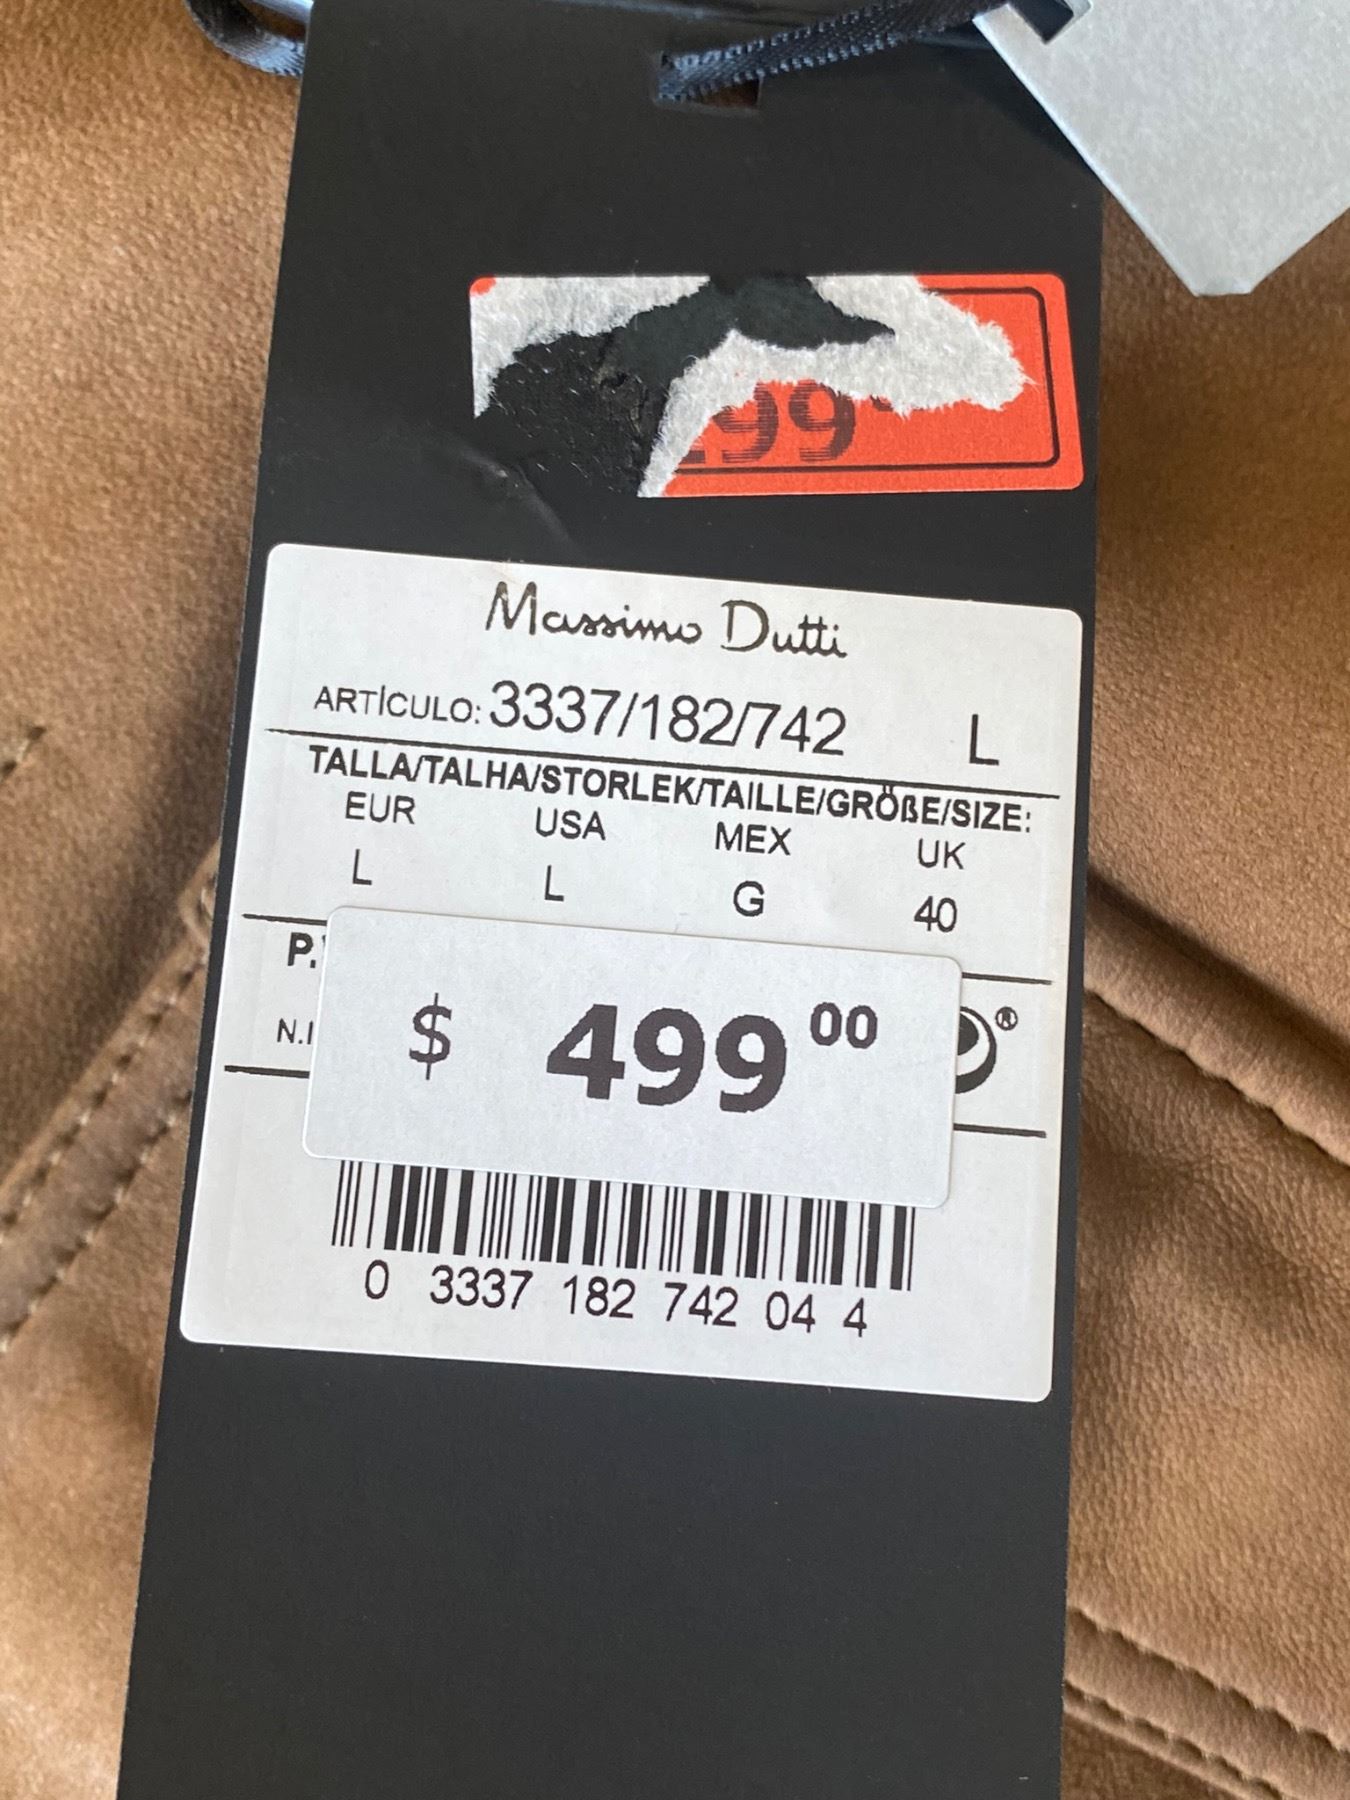 99
Massimo Dutti
ARTÍCULO: 3337/182/742 L
TALLA/TALHA/STORLEK/TAILLE/GRÖßE/SIZE:
EUR USA MEX UK
L L G 40
P.
N.I
$ 499 00
®
0 3337 182 742 04 4